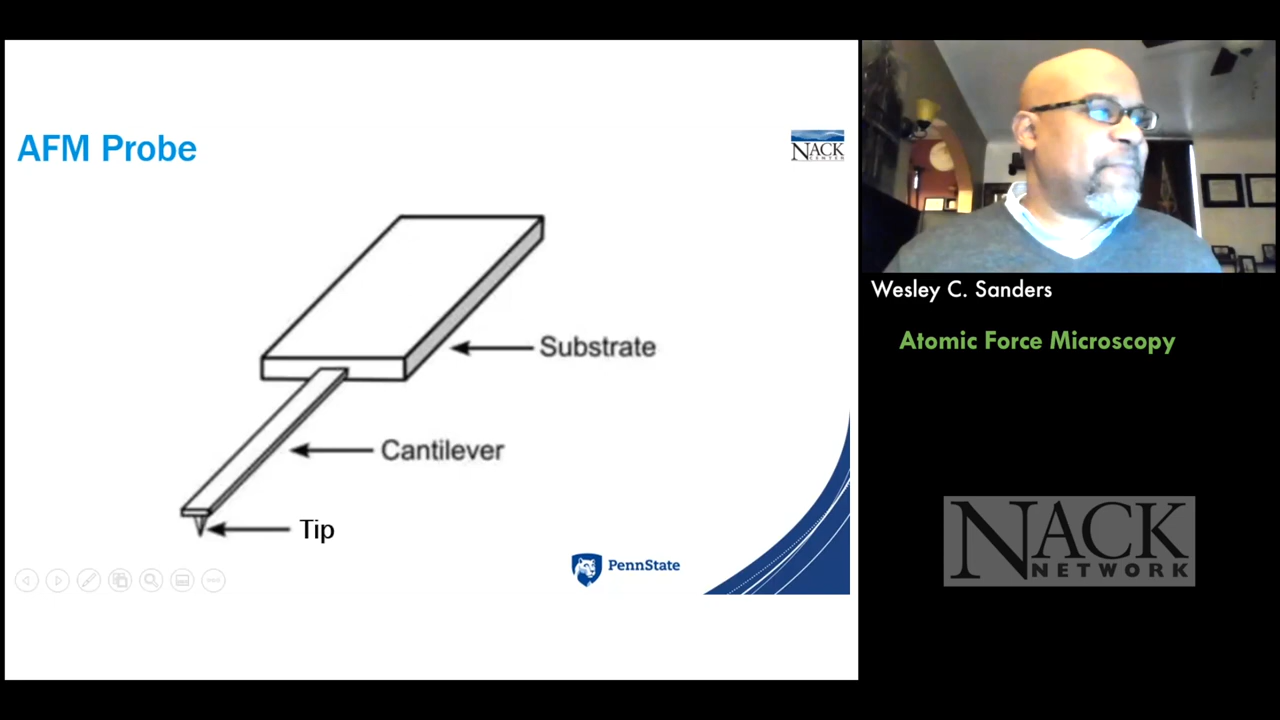 AFM Probe
NACK
CENTER
Substrate
Cantilever
Tip
PennState
Wesley C. Sanders
Atomic Force Microscopy
NACK
NETWORK